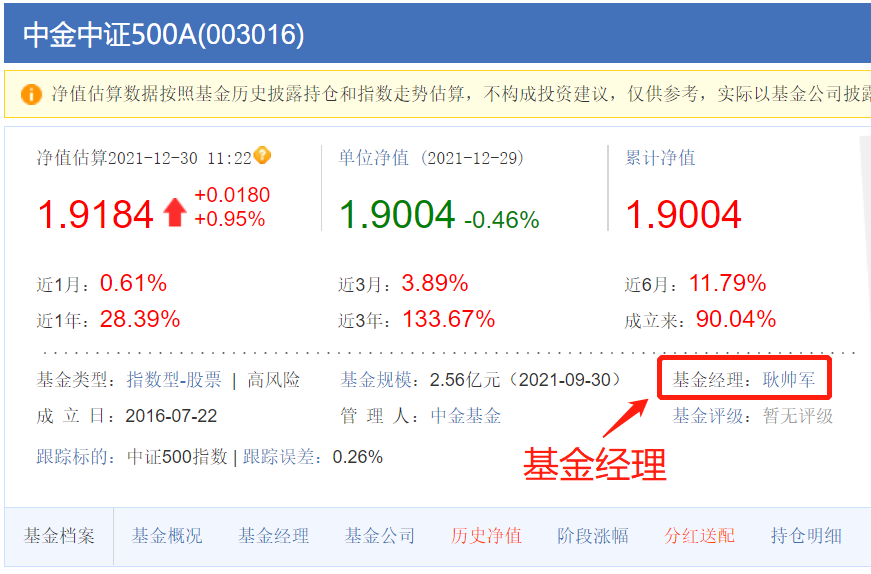 中金中证500A(003016)
净值估算数据按照基金历史披露持仓和指数走势估算，不构成投资建议，仅供参考，实际以基金公司披露
净值估算2021-12-30 11:22 单位净值 (2021-12-29) 累计净值
1.9184 +0.0180 +0.95% 1.9004 -0.46% 1.9004
近1月：0.61% 近3月：3.89% 近6月：11.79%
近1年：28.39% 近3年：133.67% 成立来：90.04%
基金类型：指数型-股票 | 高风险 基金规模：2.56亿元（2021-09-30） 基金经理：耿帅军
成 立 日：2016-07-22 管 理 人：中金基金 基金评级：暂无评级
跟踪标的：中证500指数 | 跟踪误差：0.26%
基金经理
基金档案 基金概况 基金经理 基金公司 历史净值 阶段涨幅 分红送配 持仓明细